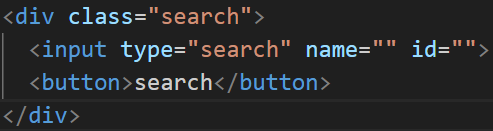 <div class="search">
<input type="search" name="" id="">
<button>search</button>
</div>